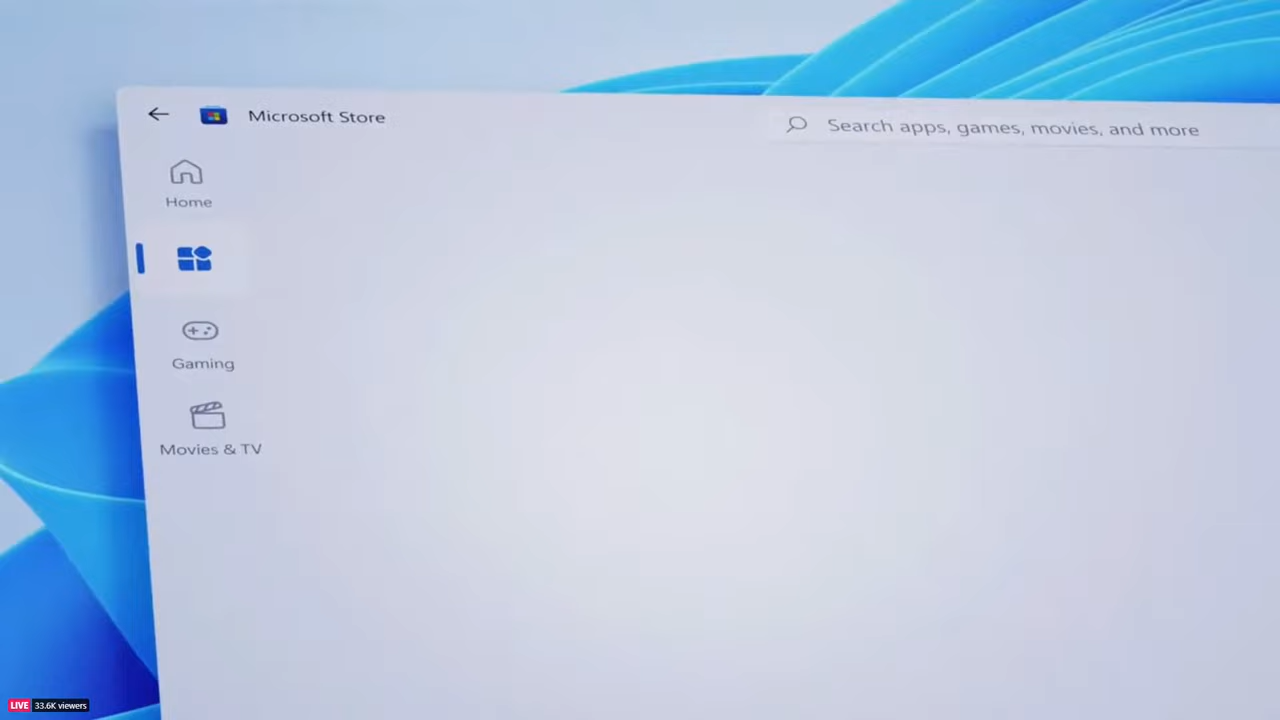 Microsoft Store
Search apps, games, movies, and more
Home
Gaming
Movies & TV
LIVE 33.6K viewers